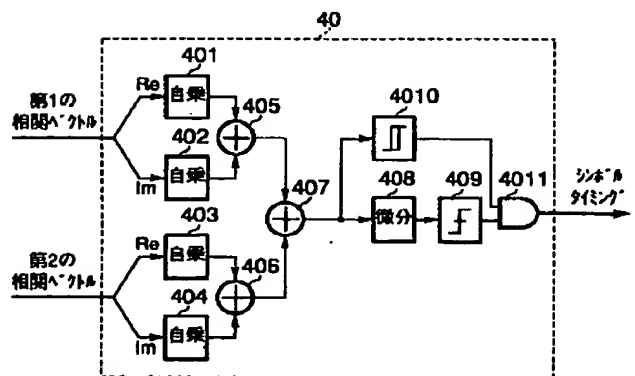 40
401
Re
自乗
第1の
相関ベクトル
405
402
自乗
Im
4010
407
408
微分
409
4011
シンボル
タイミング
403
Re
自乗
第2の
相関ベクトル
406
404
自乗
Im